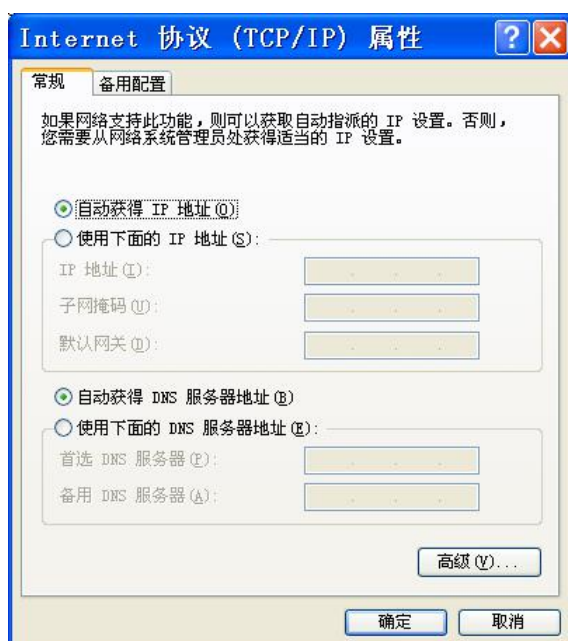 Internet 协议 (TCP/IP) 属性
常规 备用配置
如果网络支持此功能，则可以获取自动指派的 IP 设置。否则，
您需要从网络系统管理员处获得适当的 IP 设置。
自动获得 IP 地址(O)
使用下面的 IP 地址(S):
IP 地址(I):
子网掩码(U):
默认网关(D):
自动获得 DNS 服务器地址(B)
使用下面的 DNS 服务器地址(E):
首选 DNS 服务器(P):
备用 DNS 服务器(A):
高级(V)...
确定 取消